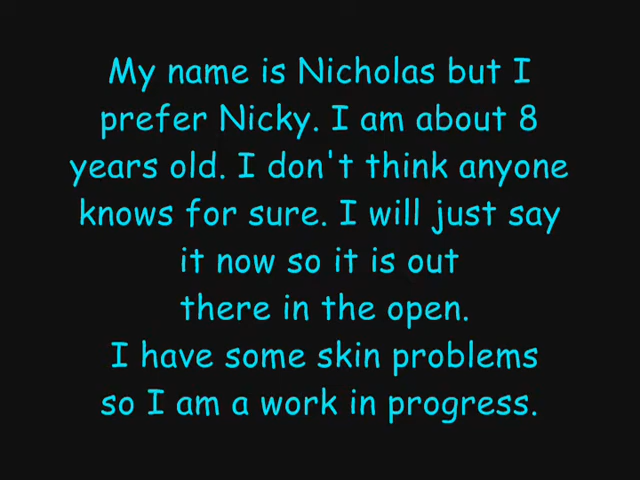 My name is Nicholas but I
prefer Nicky. I am about 8
years old. I don't think anyone
knows for sure. I will just say
it now so it is out
there in the open.
I have some skin problems
so I am a work in progress.